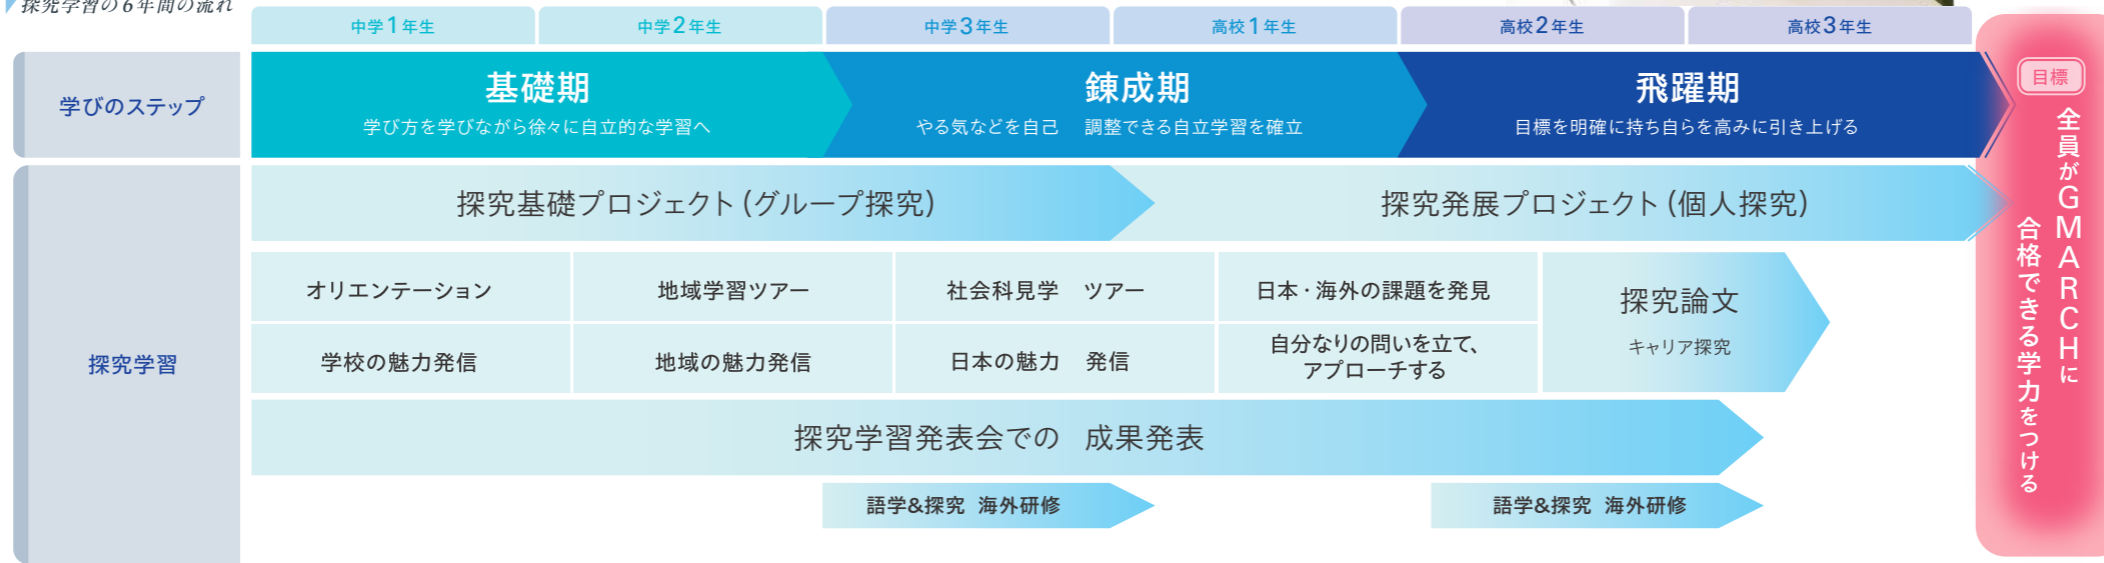 探究学習の6年間の流れ
中学1年生
中学2年生
中学3年生
高校1年生
高校2年生
高校3年生
学びのステップ
基礎期
学び方を学びながら徐々に自立的な学習へ
錬成期
やる気などを自己 調整できる自立学習を確立
飛躍期
目標を明確に持ち自らを高みに引き上げる
探究学習
探究基礎プロジェクト(グループ探究)
探究発展プロジェクト(個人探究)
オリエンテーション
地域学習ツアー
社会科見学 ツアー
日本・海外の課題を発見
探究論文
キャリア探究
学校の魅力発信
地域の魅力発信
日本の魅力 発信
自分なりの問いを立て、
アプローチする
探究学習発表会での 成果発表
語学&探究 海外研修
語学&探究 海外研修
目標
全員がGMARCHに
合格できる学力をつける